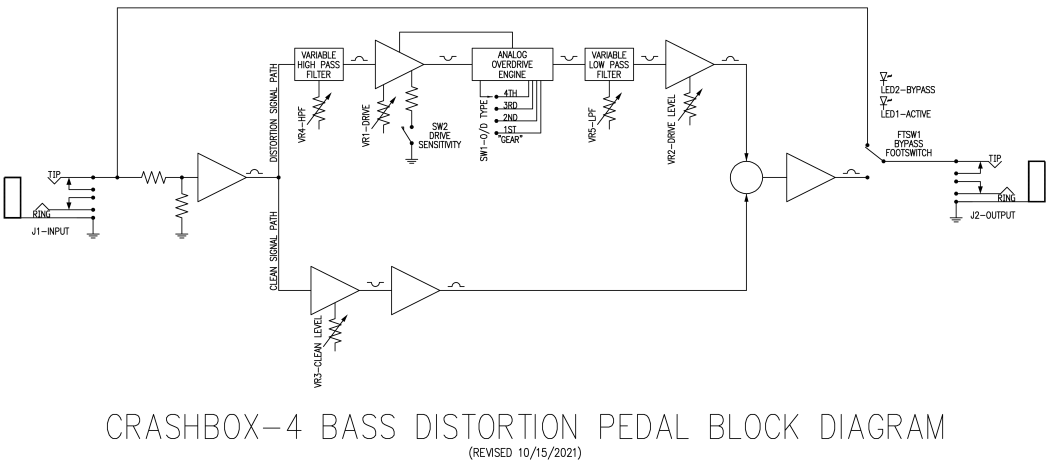 VARIABLE
HIGH PASS
FILTER
ANALOG
OVERDRIVE
ENGINE
VARIABLE
LOW PASS
FILTER
DISTORTION SIGNAL PATH
VR4-HPF
VR1-DRIVE
SW2
DRIVE
SENSITIVITY
SW1-O/D TYPE
4TH
3RD
2ND
1ST
"GEAR"
VR5-LPF
VR2-DRIVE LEVEL
LED2-BYPASS
LED1-ACTIVE
FTSW1
BYPASS
FOOTSWITCH
TIP
RING
J1-INPUT
TIP
RING
J2-OUTPUT
CLEAN SIGNAL PATH
VR3-CLEAN LEVEL
CRASHBOX-4 BASS DISTORTION PEDAL BLOCK DIAGRAM
(REVISED 10/15/2021)